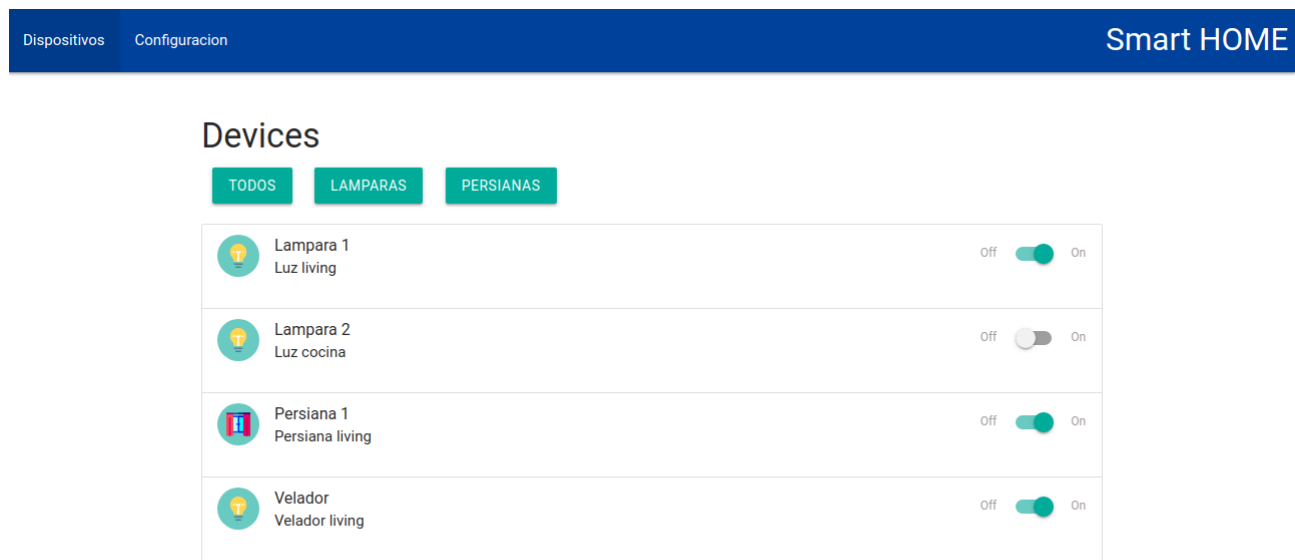 Dispositivos Configuracion Smart HOME
Devices
TODOS LAMPARAS PERSIANAS
Lampara 1
Luz living
Off On
Lampara 2
Luz cocina
Off On
Persiana 1
Persiana living
Off On
Velador
Velador living
Off On